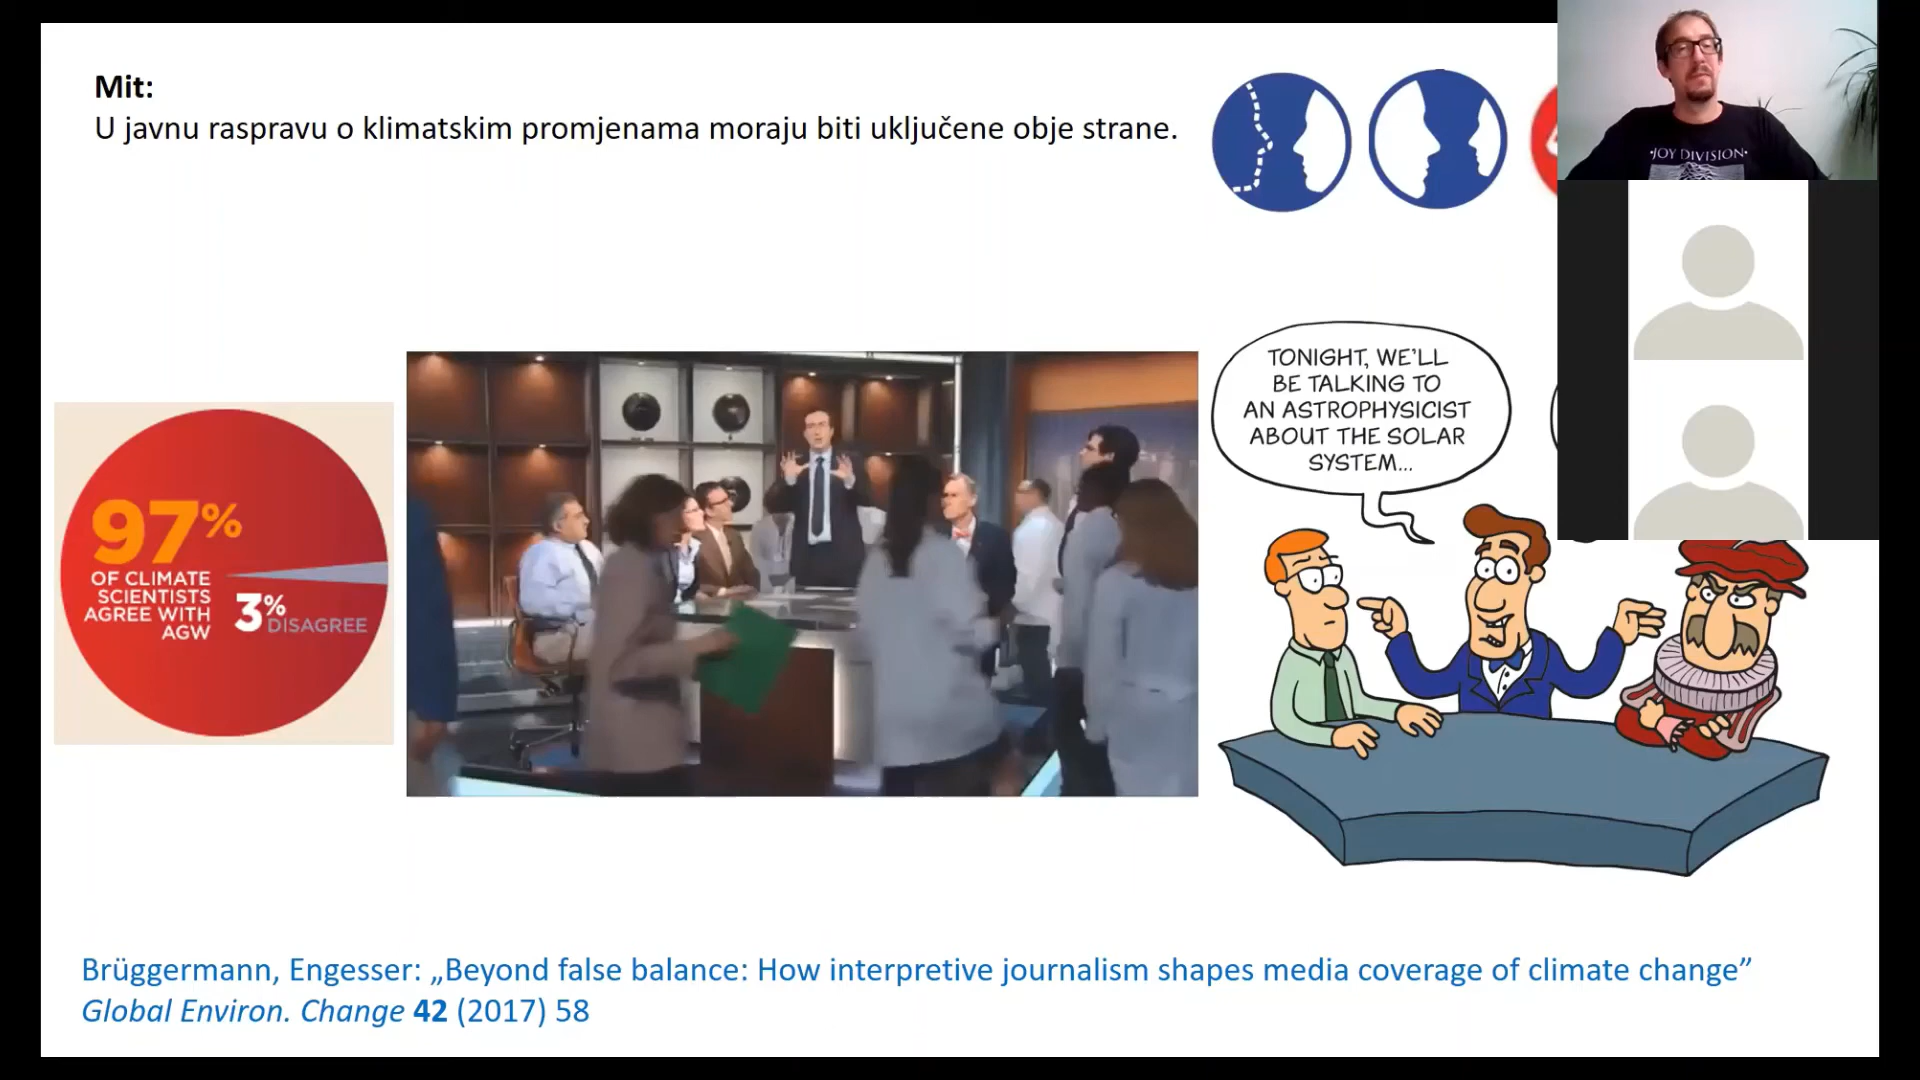 Mit:
U javnu raspravu o klimatskim promjenama moraju biti uključene obje strane.
•JOY DIVISION•
TONIGHT, WE'LL
BE TALKING TO
AN ASTROPHYSICIST
ABOUT THE SOLAR
SYSTEM...
97%
OF CLIMATE
SCIENTISTS
AGREE WITH
AGW
3%
DISAGREE
Brüggermann, Engesser: „Beyond false balance: How interpretive journalism shapes media coverage of climate change”
Global Environ. Change 42 (2017) 58